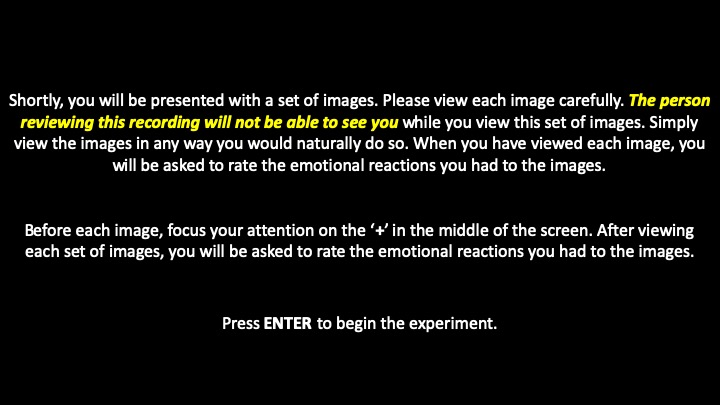 Shortly, you will be presented with a set of images. Please view each image carefully. The person
reviewing this recording will not be able to see you while you view this set of images. Simply
view the images in any way you would naturally do so. When you have viewed each image, you
will be asked to rate the emotional reactions you had to the images.
Before each image, focus your attention on the ‘+’ in the middle of the screen. After viewing
each set of images, you will be asked to rate the emotional reactions you had to the images.
Press ENTER to begin the experiment.